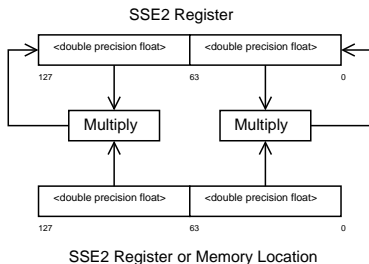 SSE2 Register
<double precision float> <double precision float>
127 63 0
Multiply Multiply
<double precision float> <double precision float>
127 63 0
SSE2 Register or Memory Location